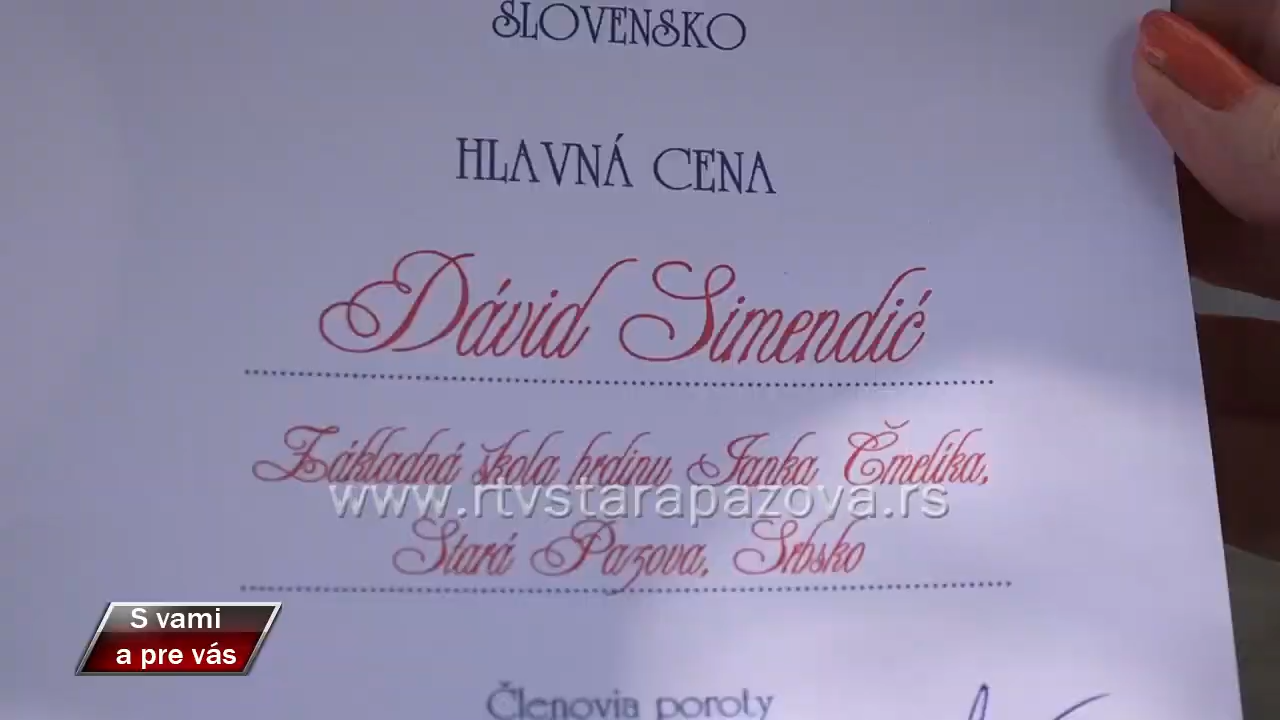 SLOVENSKO
HLAVNÁ CENA
Dávid Simendić
Základná škola hrdinu Janka Čmelíka,
www.rtvstarapazova.rs
Stará Pazova, Srbsko
S vami
a pre vás
Členovia poroty